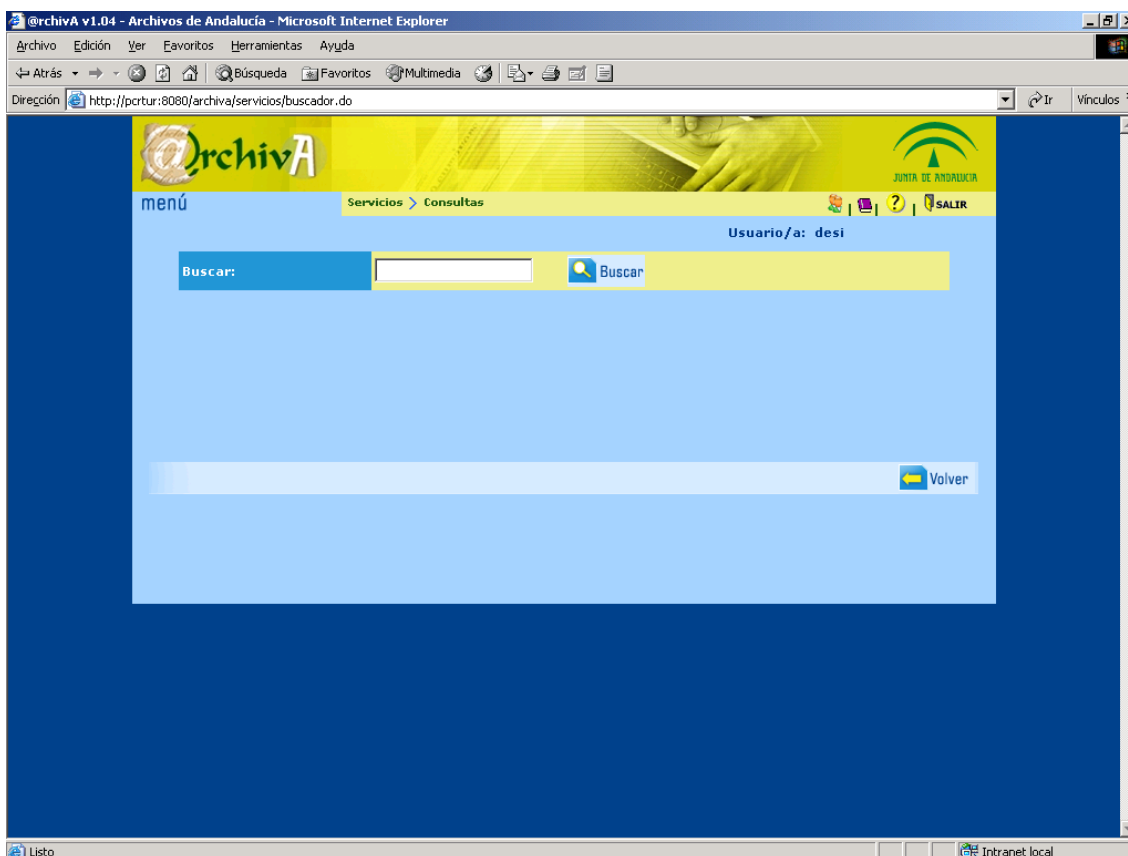 @rchivA v1.04 - Archivos de Andalucía - Microsoft Internet Explorer
Archivo Edición Ver Favoritos Herramientas Ayuda
Atrás Búsqueda Favoritos Multimedia
Dirección http://pcrtur:8080/archiva/servicios/buscador.do Ir Vínculos
@rchivA JUNTA DE ANDALUCIA
menú Servicios > Consultas ? SALIR
Usuario/a: desi
Buscar: Buscar
Volver
Listo Intranet local